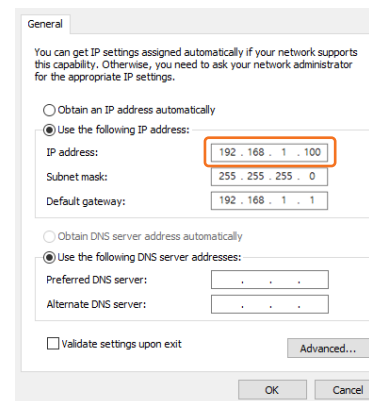 General
You can get IP settings assigned automatically if your network supports
this capability. Otherwise, you need to ask your network administrator
for the appropriate IP settings.
Obtain an IP address automatically
Use the following IP address:
IP address: 192 . 168 . 1 . 100
Subnet mask: 255 . 255 . 255 . 0
Default gateway: 192 . 168 . 1 . 1
Obtain DNS server address automatically
Use the following DNS server addresses:
Preferred DNS server: . . .
Alternate DNS server: . . .
Validate settings upon exit
Advanced...
OK Cancel